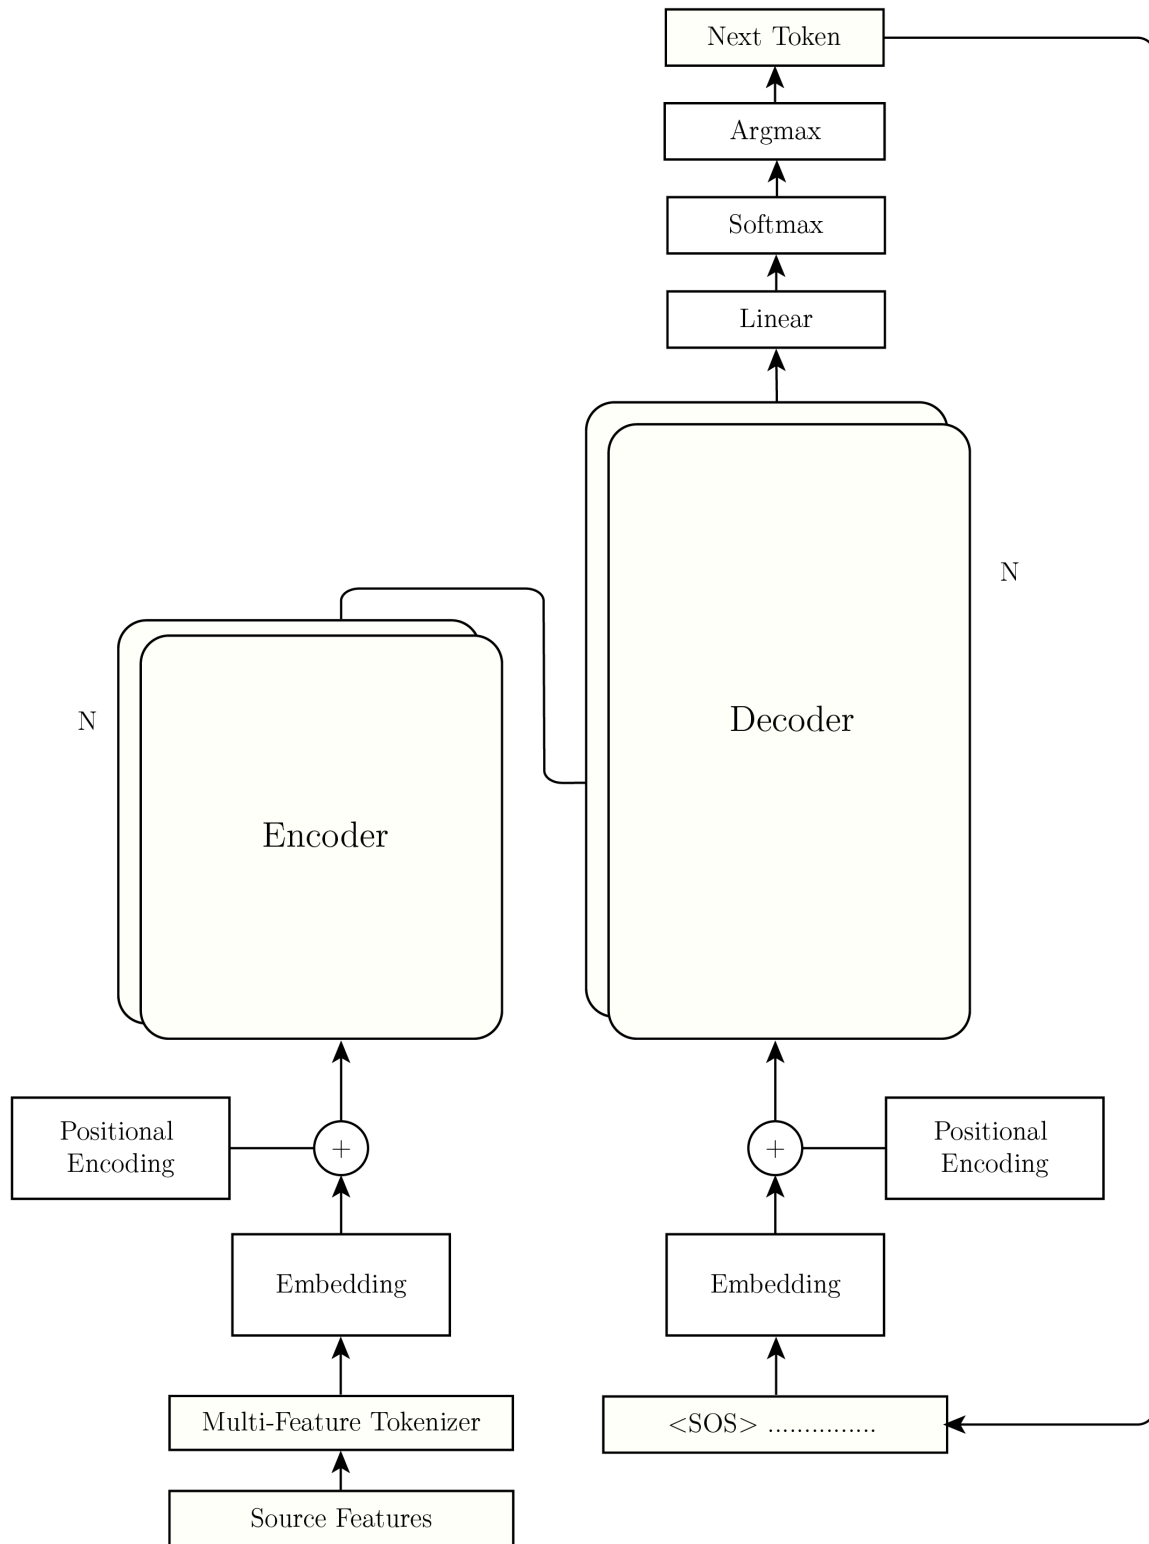 Next Token
Argmax
Softmax
Linear
N
N
Decoder
Encoder
Positional
Encoding
+
+
Positional
Encoding
Embedding
Embedding
Multi-Feature Tokenizer
<SOS> ...............
Source Features